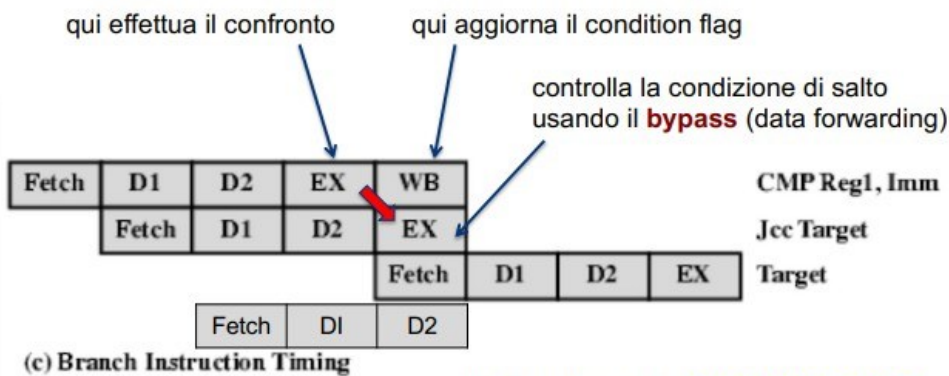 qui effettua il confronto
qui aggiorna il condition flag
controlla la condizione di salto
usando il bypass (data forwarding)
Fetch D1 D2 EX WB CMP Reg1, Imm
Fetch D1 D2 EX Jcc Target
Fetch D1 D2 EX Target
Fetch DI D2
(c) Branch Instruction Timing